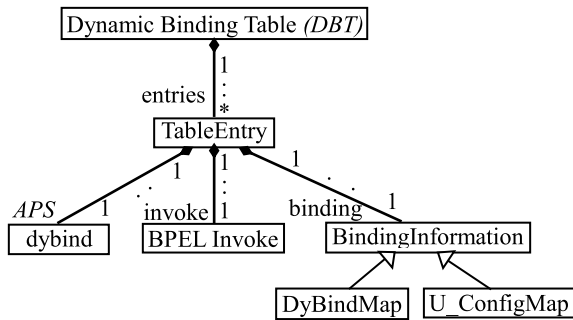 Dynamic Binding Table (DBT)
1
:
entries
*
TableEntry
1 1 1
APS 1 invoke 1 binding 1
dybind BPEL Invoke BindingInformation
DyBindMap U_ConfigMap